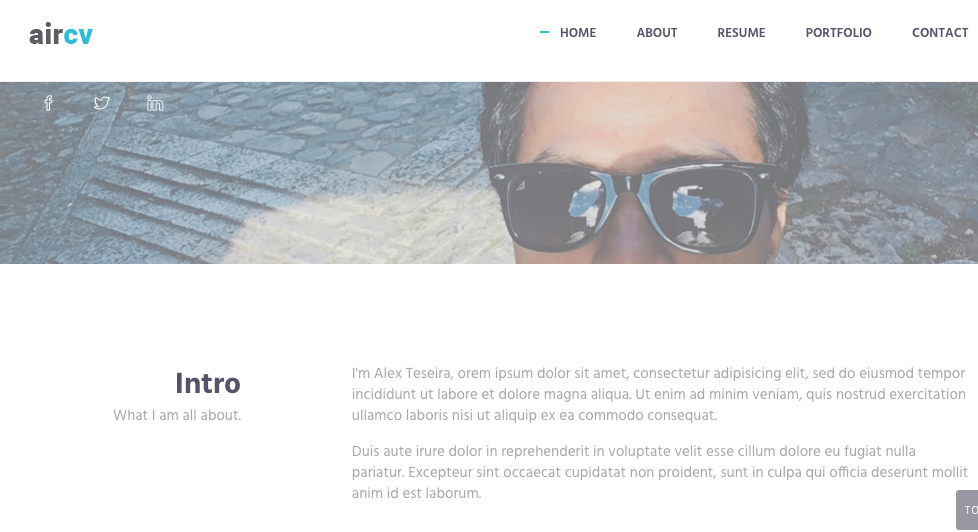 aircv
HOME ABOUT RESUME PORTFOLIO CONTACT
Intro
What I am all about.
I'm Alex Teseira, orem ipsum dolor sit amet, consectetur adipisicing elit, sed do eiusmod tempor
incididunt ut labore et dolore magna aliqua. Ut enim ad minim veniam, quis nostrud exercitation
ullamco laboris nisi ut aliquip ex ea commodo consequat.
Duis aute irure dolor in reprehenderit in voluptate velit esse cillum dolore eu fugiat nulla
pariatur. Excepteur sint occaecat cupidatat non proident, sunt in culpa qui officia deserunt mollit
anim id est laborum.